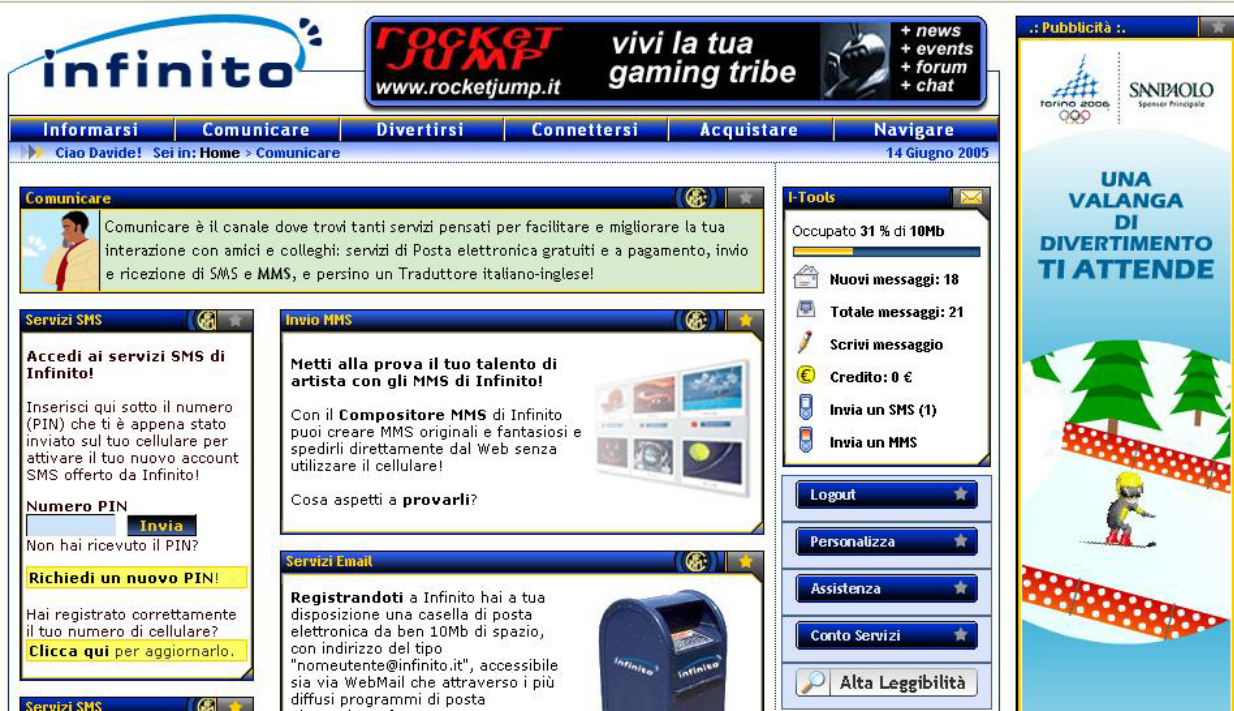 infinito
rocket
jump
www.rocketjump.it
vivi la tua
gaming tribe
+ news
+ events
+ forum
+ chat
Informarsi
Comunicare
Divertirsi
Connettersi
Acquistare
Navigare
Ciao Davide! Sei in: Home > Comunicare
14 Giugno 2005
Comunicare
Comunicare è il canale dove trovi tanti servizi pensati per facilitare e migliorare la tua
interazione con amici e colleghi: servizi di Posta elettronica gratuiti e a pagamento, invio
e ricezione di SMS e MMS, e persino un Traduttore italiano-inglese!
Servizi SMS
Accedi ai servizi SMS di
Infinito!
Inserisci qui sotto il numero
(PIN) che ti è appena stato
inviato sul tuo cellulare per
attivare il tuo nuovo account
SMS offerto da Infinito!
Numero PIN
Invia
Non hai ricevuto il PIN?
Richiedi un nuovo PIN!
Hai registrato correttamente
il tuo numero di cellulare?
Clicca qui per aggiornarlo.
Servizi SMS
Invio MMS
Metti alla prova il tuo talento di
artista con gli MMS di Infinito!
Con il Compositore MMS di Infinito
puoi creare MMS originali e fantasiosi e
spedirli direttamente dal Web senza
utilizzare il cellulare!
Cosa aspetti a provarli?
Servizi Email
Registrandoti a Infinito hai a tua
disposizione una casella di posta
elettronica da ben 10Mb di spazio,
con indirizzo del tipo
"nomeutente@infinito.it", accessibile
sia via WebMail che attraverso i più
diffusi programmi di posta
infinito
infinito
I-Tools
Occupato 31 % di 10Mb
Nuovi messaggi: 18
Totale messaggi: 21
Scrivi messaggio
Credito: 0 €
Invia un SMS (1)
Invia un MMS
Logout
Personalizza
Assistenza
Conto Servizi
Alta Leggibilità
.: Pubblicità :.
torino 2006
SANPAOLO
Sponsor Principale
UNA
VALANGA
DI
DIVERTIMENTO
TI ATTENDE